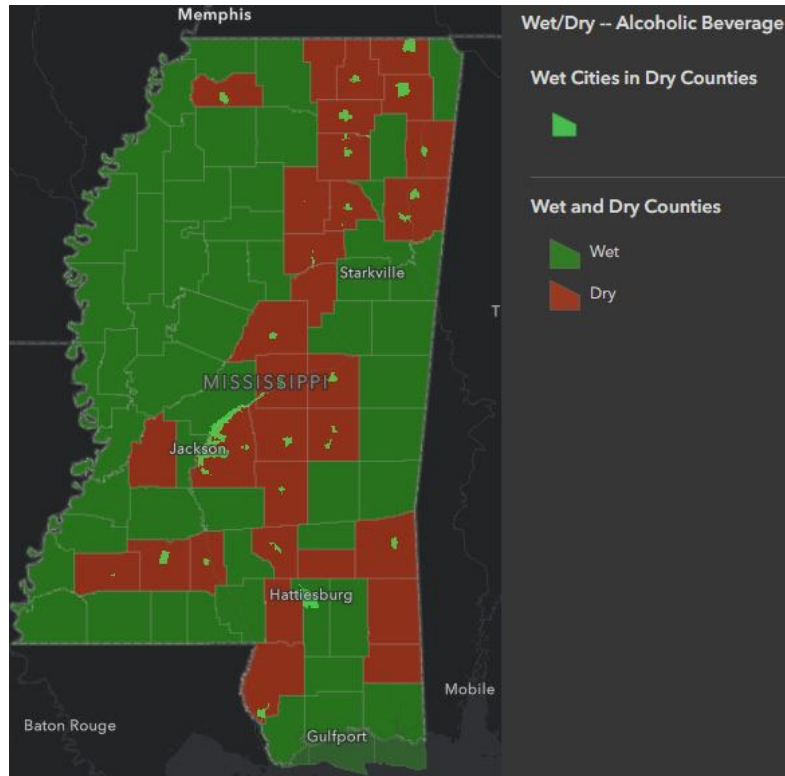 Memphis
Wet/Dry -- Alcoholic Beverage
Wet Cities in Dry Counties
Wet and Dry Counties
Wet
Dry
Starkville
T
MISSISSIPPI
Jackson
Hattiesburg
Mobile
Baton Rouge
Gulfport